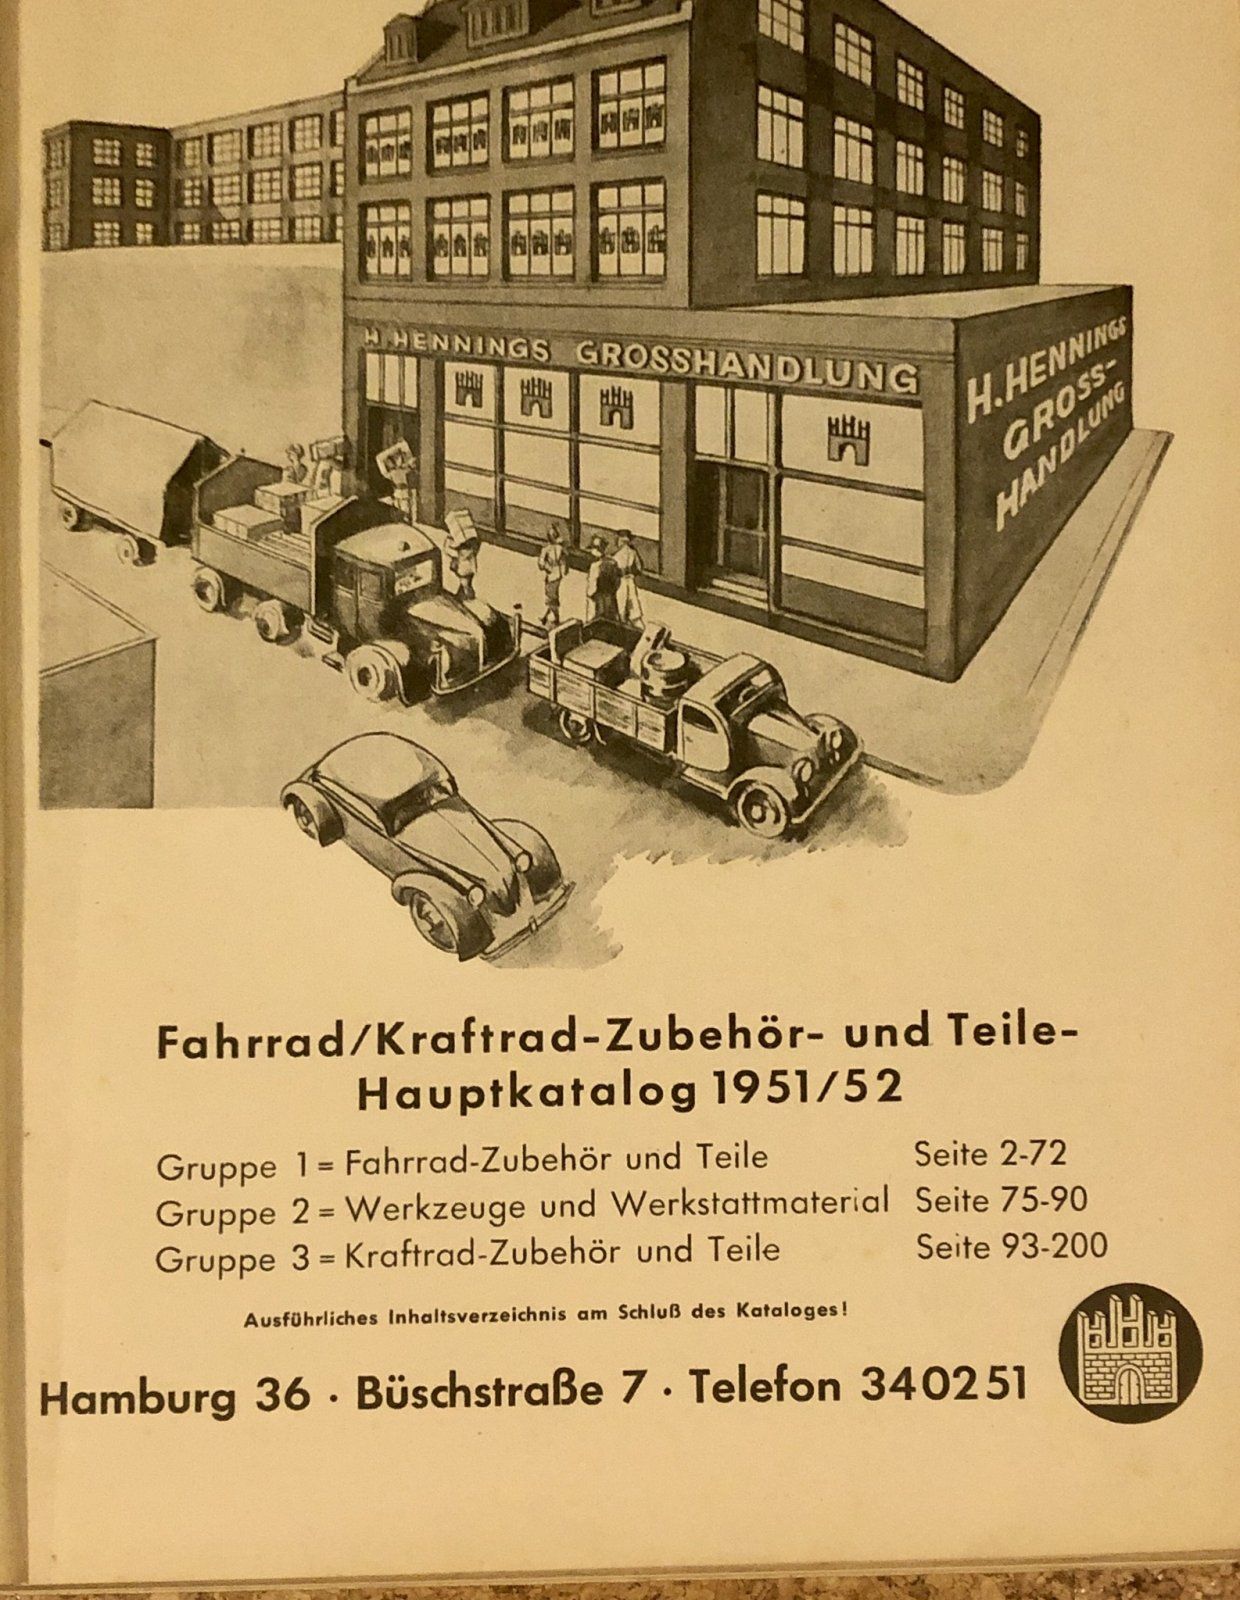 H. HENNINGS GROSSHANDLUNG
H. HENNINGS
GROSS-
HANDLUNG
Fahrrad/Kraftrad-Zubehör- und Teile-
Hauptkatalog 1951/52
Gruppe 1 = Fahrrad-Zubehör und Teile Seite 2-72
Gruppe 2 = Werkzeuge und Werkstattmaterial Seite 75-90
Gruppe 3 = Kraftrad-Zubehör und Teile Seite 93-200
Ausführliches Inhaltsverzeichnis am Schluß des Kataloges!
Hamburg 36 · Büschstraße 7 · Telefon 340251